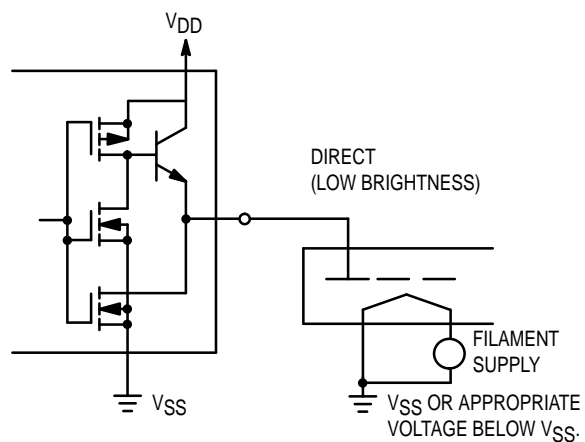 VDD
DIRECT
(LOW BRIGHTNESS)
FILAMENT
SUPPLY
VSS
VSS OR APPROPRIATE
VOLTAGE BELOW VSS.